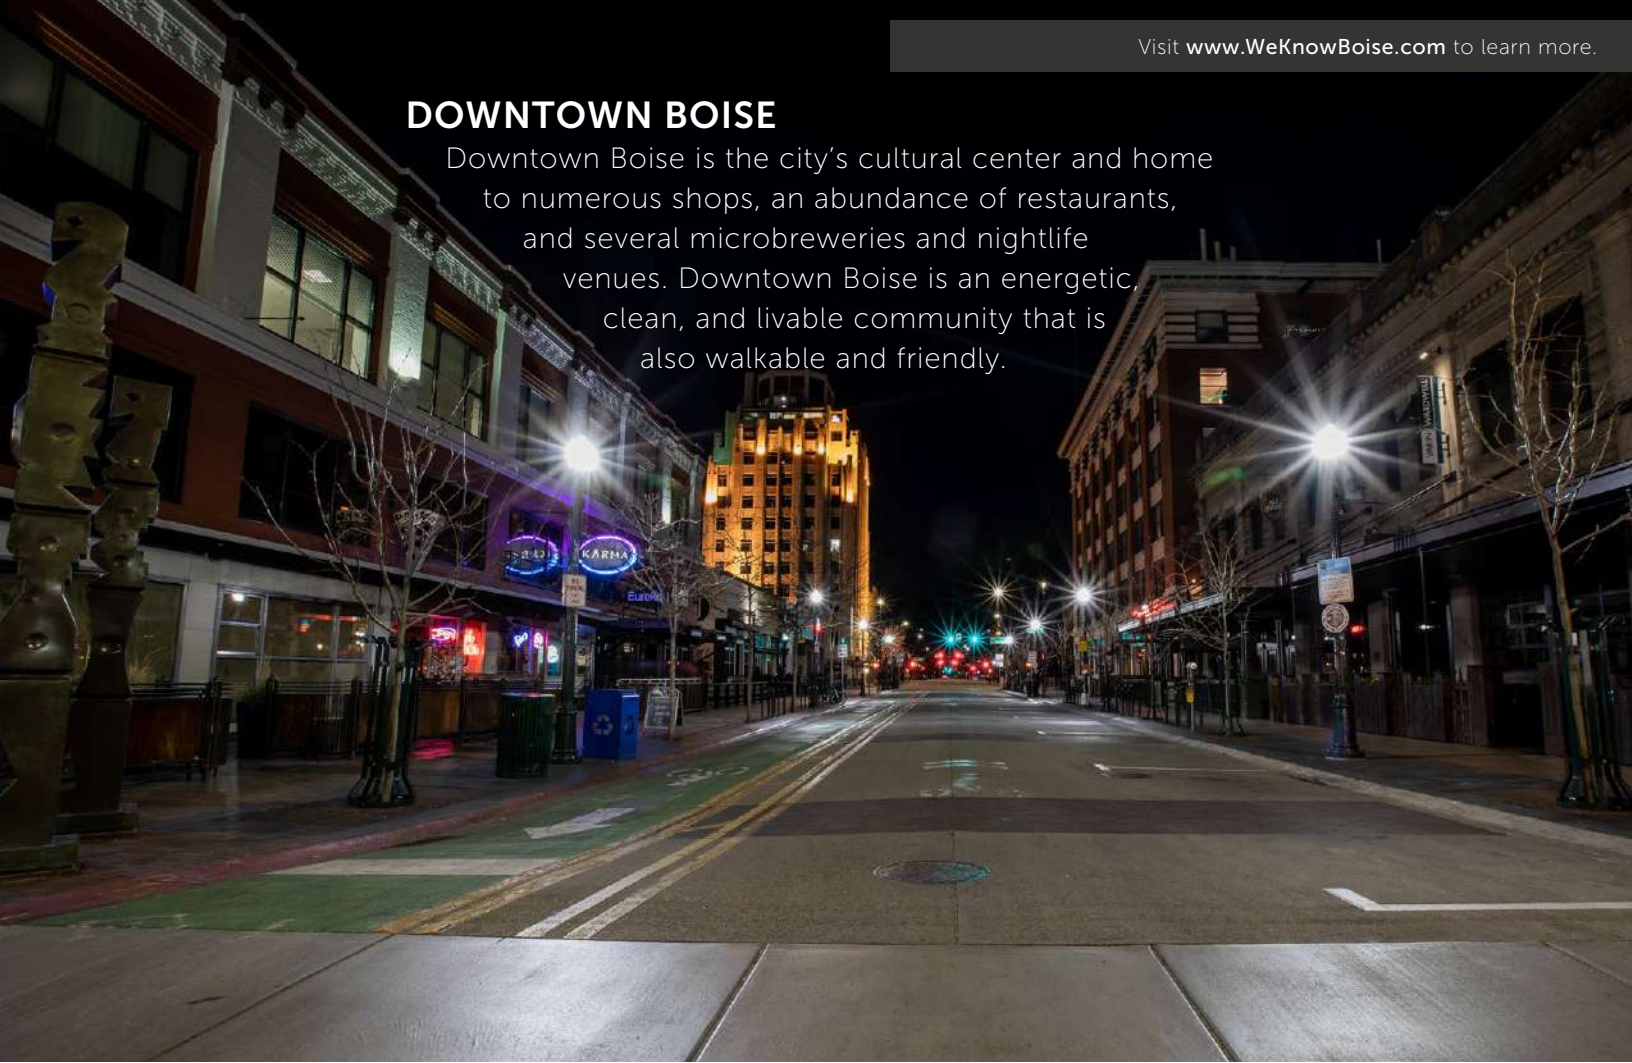 Visit www.WeKnowBoise.com to learn more.
DOWNTOWN BOISE
Downtown Boise is the city’s cultural center and home
to numerous shops, an abundance of restaurants,
and several microbreweries and nightlife
venues. Downtown Boise is an energetic,
clean, and livable community that is
also walkable and friendly.
KARMA